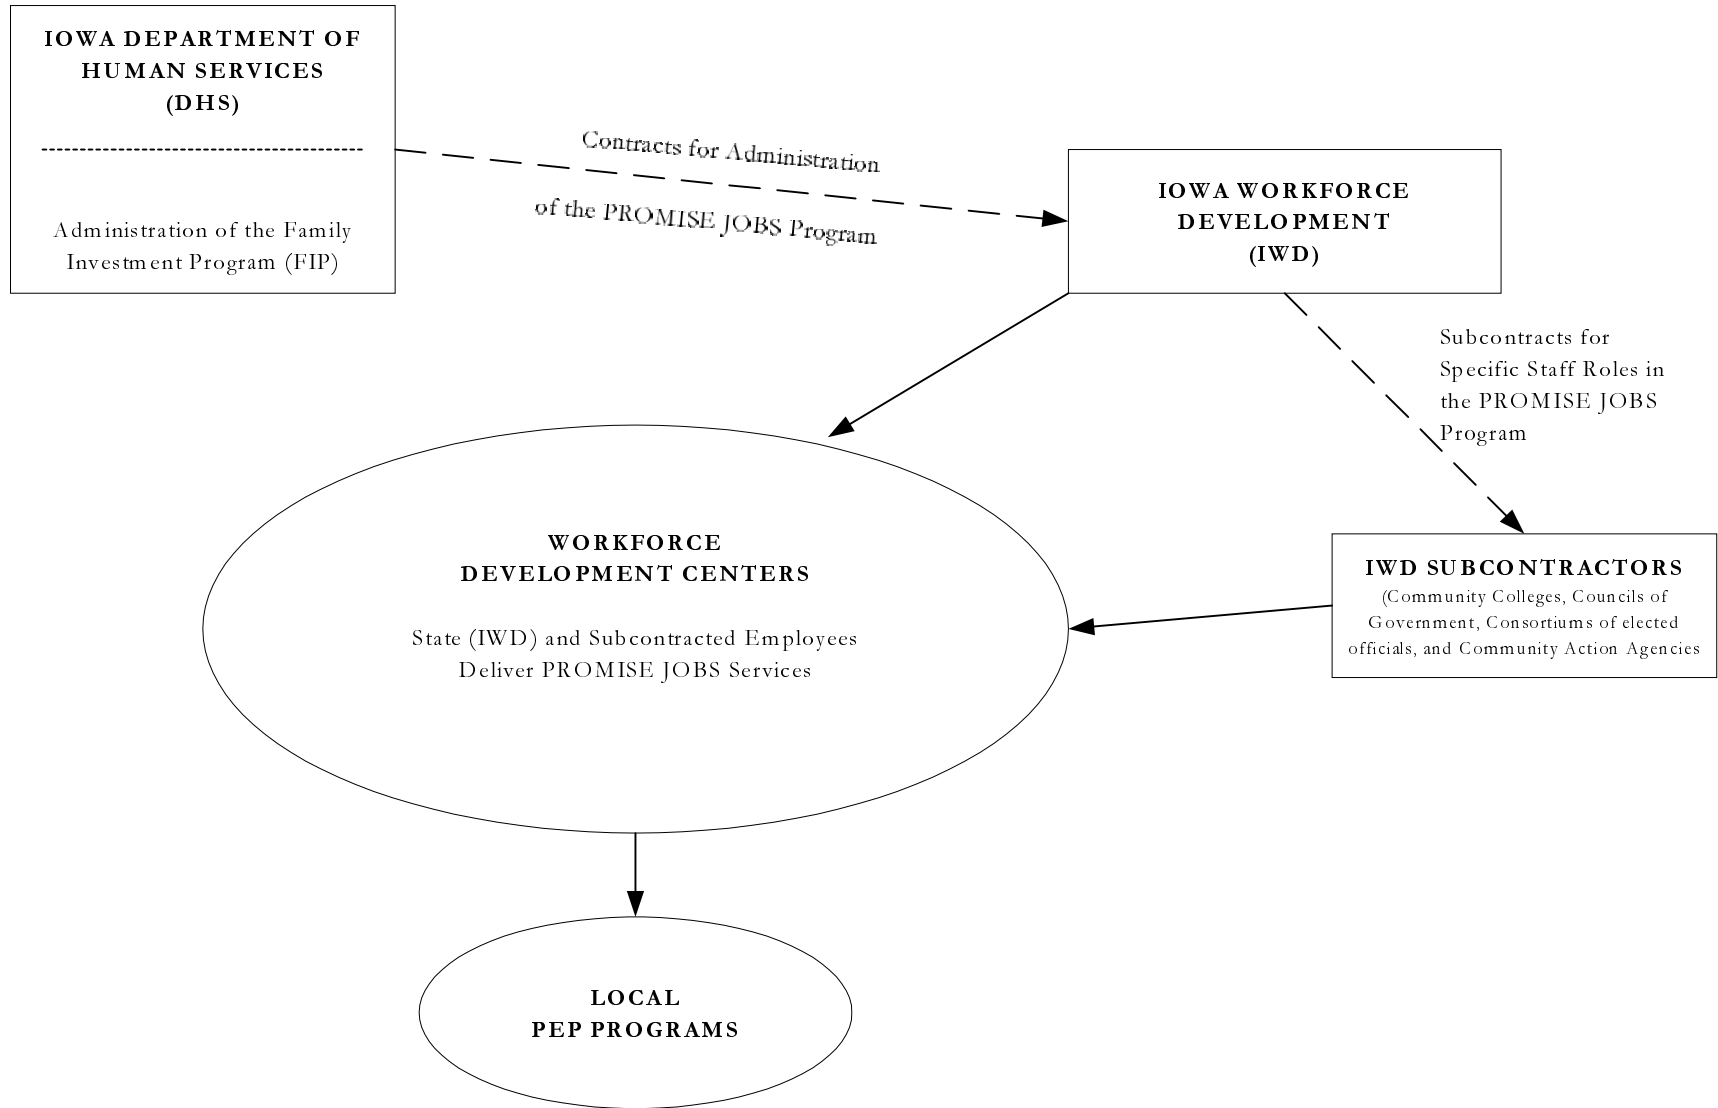 IOWA DEPARTMENT OF
HUMAN SERVICES
(DHS)
Administration of the Family
Investment Program (FIP)
Contracts for Administration
of the PROMISE JOBS Program
IOWA WORKFORCE
DEVELOPMENT
(IWD)
Subcontracts for
Specific Staff Roles in
the PROMISE JOBS
Program
WORKFORCE
DEVELOPMENT CENTERS
State (IWD) and Subcontracted Employees
Deliver PROMISE JOBS Services
IWD SUBCONTRACTORS
(Community Colleges, Councils of
Government, Consortiums of elected
officials, and Community Action Agencies
LOCAL
PEP PROGRAMS